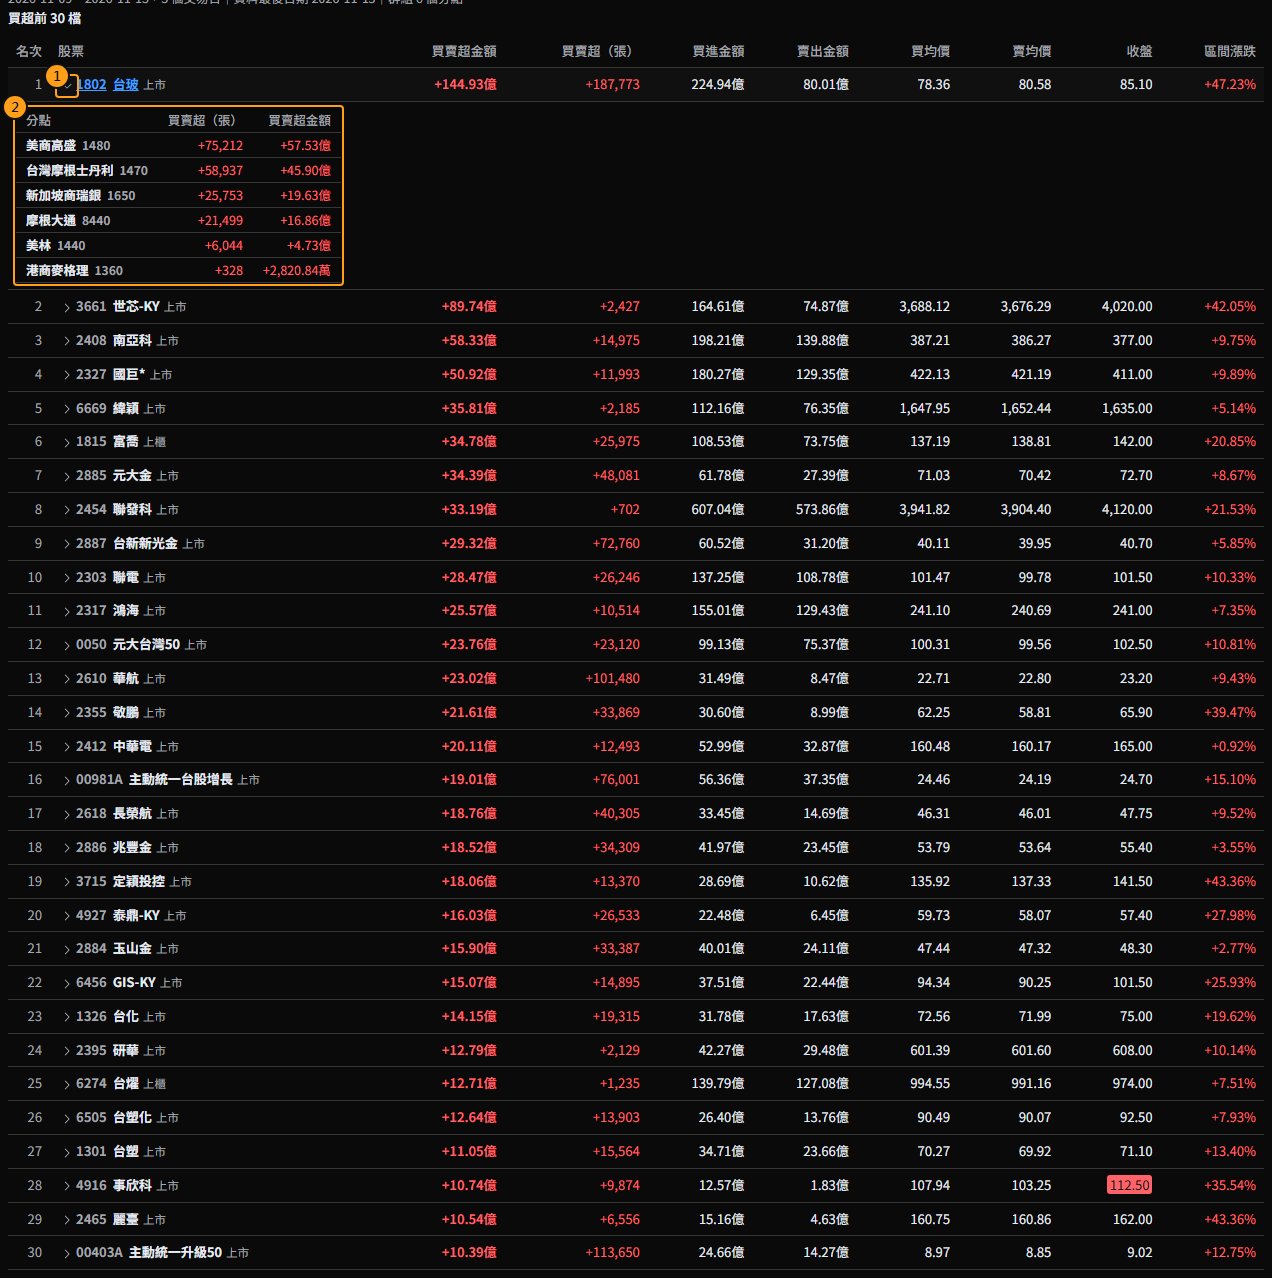 買超前 30 檔
名次 股票 買賣超金額 買賣超（張） 買進金額 賣出金額 買均價 賣均價 收盤 區間漲跌
1 1 1802 台玻 上市 +144.93億 +187,773 224.94億 80.01億 78.36 80.58 85.10 +47.23%
2
分點 買賣超（張） 買賣超金額
美商高盛 1480 +75,212 +57.53億
台灣摩根士丹利 1470 +58,937 +45.90億
新加坡商瑞銀 1650 +25,753 +19.63億
摩根大通 8440 +21,499 +16.86億
美林 1440 +6,044 +4.73億
港商麥格理 1360 +328 +2,820.84萬
2 3661 世芯-KY 上市 +89.74億 +2,427 164.61億 74.87億 3,688.12 3,676.29 4,020.00 +42.05%
3 2408 南亞科 上市 +58.33億 +14,975 198.21億 139.88億 387.21 386.27 377.00 +9.75%
4 2327 國巨* 上市 +50.92億 +11,993 180.27億 129.35億 422.13 421.19 411.00 +9.89%
5 6669 緯穎 上市 +35.81億 +2,185 112.16億 76.35億 1,647.95 1,652.44 1,635.00 +5.14%
6 1815 富喬 上櫃 +34.78億 +25,975 108.53億 73.75億 137.19 138.81 142.00 +20.85%
7 2885 元大金 上市 +34.39億 +48,081 61.78億 27.39億 71.03 70.42 72.70 +8.67%
8 2454 聯發科 上市 +33.19億 +702 607.04億 573.86億 3,941.82 3,904.40 4,120.00 +21.53%
9 2887 台新新光金 上市 +29.32億 +72,760 60.52億 31.20億 40.11 39.95 40.70 +5.85%
10 2303 聯電 上市 +28.47億 +26,246 137.25億 108.78億 101.47 99.78 101.50 +10.33%
11 2317 鴻海 上市 +25.57億 +10,514 155.01億 129.43億 241.10 240.69 241.00 +7.35%
12 0050 元大台灣50 上市 +23.76億 +23,120 99.13億 75.37億 100.31 99.56 102.50 +10.81%
13 2610 華航 上市 +23.02億 +101,480 31.49億 8.47億 22.71 22.80 23.20 +9.43%
14 2355 敬鵬 上市 +21.61億 +33,869 30.60億 8.99億 62.25 58.81 65.90 +39.47%
15 2412 中華電 上市 +20.11億 +12,493 52.99億 32.87億 160.48 160.17 165.00 +0.92%
16 00981A 主動統一台股增長 上市 +19.01億 +76,001 56.36億 37.35億 24.46 24.19 24.70 +15.10%
17 2618 長榮航 上市 +18.76億 +40,305 33.45億 14.69億 46.31 46.01 47.75 +9.52%
18 2886 兆豐金 上市 +18.52億 +34,309 41.97億 23.45億 53.79 53.64 55.40 +3.55%
19 3715 定穎投控 上市 +18.06億 +13,370 28.69億 10.62億 135.92 137.33 141.50 +43.36%
20 4927 泰鼎-KY 上市 +16.03億 +26,533 22.48億 6.45億 59.73 58.07 57.40 +27.98%
21 2884 玉山金 上市 +15.90億 +33,387 40.01億 24.11億 47.44 47.32 48.30 +2.77%
22 6456 GIS-KY 上市 +15.07億 +14,895 37.51億 22.44億 94.34 90.25 101.50 +25.93%
23 1326 台化 上市 +14.15億 +19,315 31.78億 17.63億 72.56 71.99 75.00 +19.62%
24 2395 研華 上市 +12.79億 +2,129 42.27億 29.48億 601.39 601.60 608.00 +10.14%
25 6274 台燿 上櫃 +12.71億 +1,235 139.79億 127.08億 994.55 991.16 974.00 +7.51%
26 6505 台塑化 上市 +12.64億 +13,903 26.40億 13.76億 90.49 90.07 92.50 +7.93%
27 1301 台塑 上市 +11.05億 +15,564 34.71億 23.66億 70.27 69.92 71.10 +13.40%
28 4916 事欣科 上市 +10.74億 +9,874 12.57億 1.83億 107.94 103.25 112.50 +35.54%
29 2465 麗臺 上市 +10.54億 +6,556 15.16億 4.63億 160.75 160.86 162.00 +43.36%
30 00403A 主動統一升級50 上市 +10.39億 +113,650 24.66億 14.27億 8.97 8.85 9.02 +12.75%